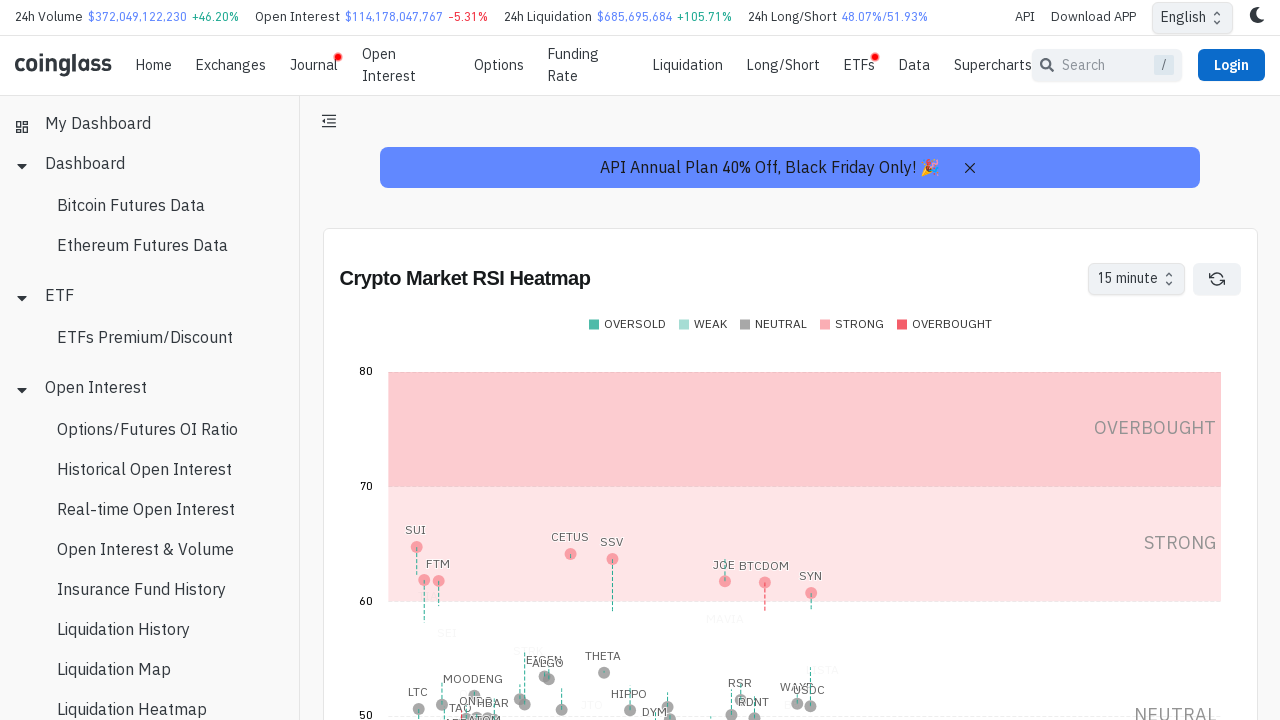 24h Volume $372,049,122,230 +46.20% Open Interest $114,178,047,767 -5.31% 24h Liquidation $685,695,684 +105.71% 24h Long/Short 48.07%/51.93% API Download APP English
coinglass Home Exchanges Journal Open Interest Options Funding Rate Liquidation Long/Short ETFs Data Supercharts Search / Login
My Dashboard
Dashboard
Bitcoin Futures Data
Ethereum Futures Data
ETF
ETFs Premium/Discount
Open Interest
Options/Futures OI Ratio
Historical Open Interest
Real-time Open Interest
Open Interest & Volume
Insurance Fund History
Liquidation History
Liquidation Map
Liquidation Heatmap
API Annual Plan 40% Off, Black Friday Only! 🎉
Crypto Market RSI Heatmap
15 minute
OVERSOLD WEAK NEUTRAL STRONG OVERBOUGHT
80
OVERBOUGHT
70
SUI
CETUS
SSV
STRONG
FTM
JOE BTCDOM
SYN
60
SEI
THETA
EIGEN
ALGO
MOODENG
RSR
LTC
HIFPO
USDC
RDNT
TAO
HBAR
DYM
50
NEUTRAL